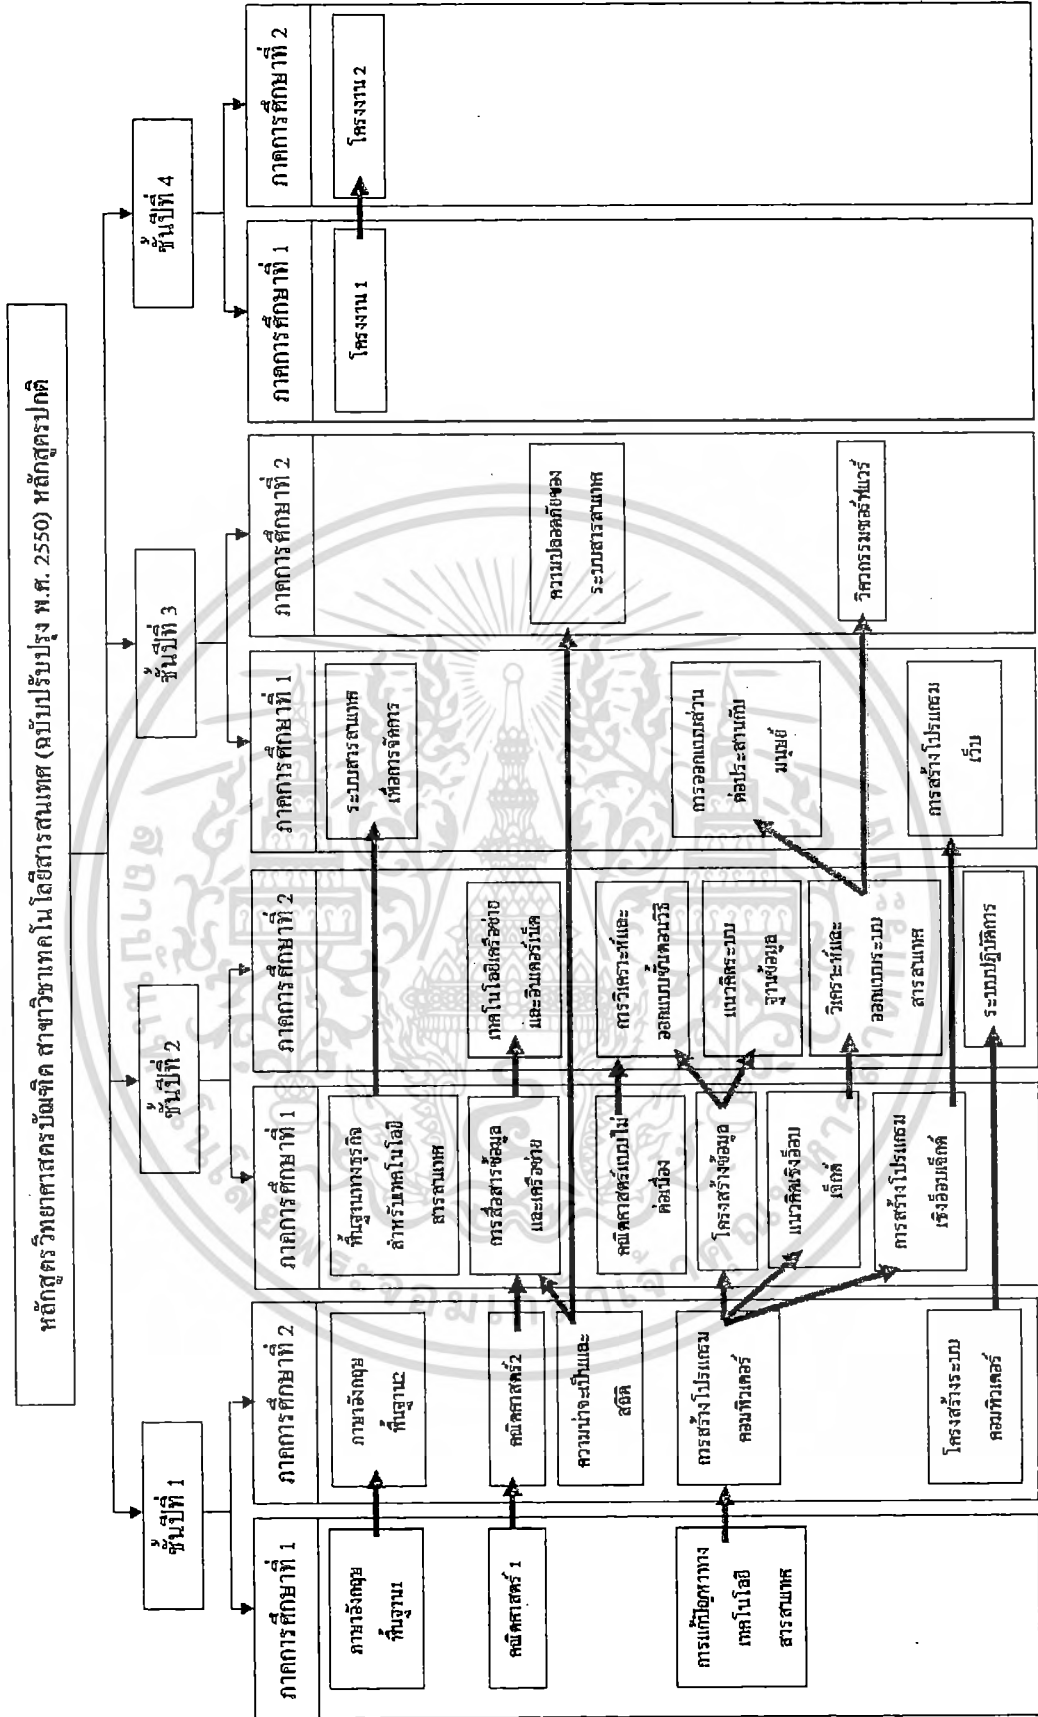 หลักสูตรวิทยาศาสตรบัณฑิต สาขาวิชาเทคโนโลยีสารสนเทศ (ฉบับปรับปรุง พ.ศ. 2550) หลักสูตรปกติ
ชั้นปีที่ 1
ชั้นปีที่ 2
ชั้นปีที่ 3
ชั้นปีที่ 4
ภาคการศึกษาที่ 1
ภาคการศึกษาที่ 2
ภาคการศึกษาที่ 1
ภาคการศึกษาที่ 2
ภาคการศึกษาที่ 1
ภาคการศึกษาที่ 2
ภาคการศึกษาที่ 1
ภาคการศึกษาที่ 2
ภาษาอังกฤษ
พื้นฐาน1
คณิตศาสตร์ 1
การแก้ปัญหาทาง
เทคโนโลยี
สารสนเทศ
ภาษาอังกฤษ
พื้นฐาน2
คณิตศาสตร์2
ความน่าจะเป็นและ
สถิติ
การสร้างโปรแกรม
คอมพิวเตอร์
โครงสร้างระบบ
คอมพิวเตอร์
พื้นฐานทางธุรกิจ
สำหรับเทคโนโลยี
สารสนเทศ
การสื่อสารข้อมูล
และเครือข่าย
คณิตศาสตร์แบบไม่
ต่อเนื่อง
โครงสร้างข้อมูล
แนวคิดเชิงอ็อบ
เจ็กต์
การสร้างโปรแกรม
เชิงอ็อบเจ็กต์
เทคโนโลยีเครือข่าย
และอินเตอร์เน็ต
การวิเคราะห์และ
ออกแบบขั้นตอนวิธี
แนวคิดระบบ
ฐานข้อมูล
วิเคราะห์และ
ออกแบบระบบ
สารสนเทศ
ระบบปฏิบัติการ
ระบบสารสนเทศ
เพื่อการจัดการ
การออกแบบส่วน
ต่อประสานกับ
มนุษย์
การสร้างโปรแกรม
เว็บ
ความปลอดภัยของ
ระบบสารสนเทศ
วิศวกรรมซอร์ฟแวร์
โครงงาน 1
โครงงาน 2